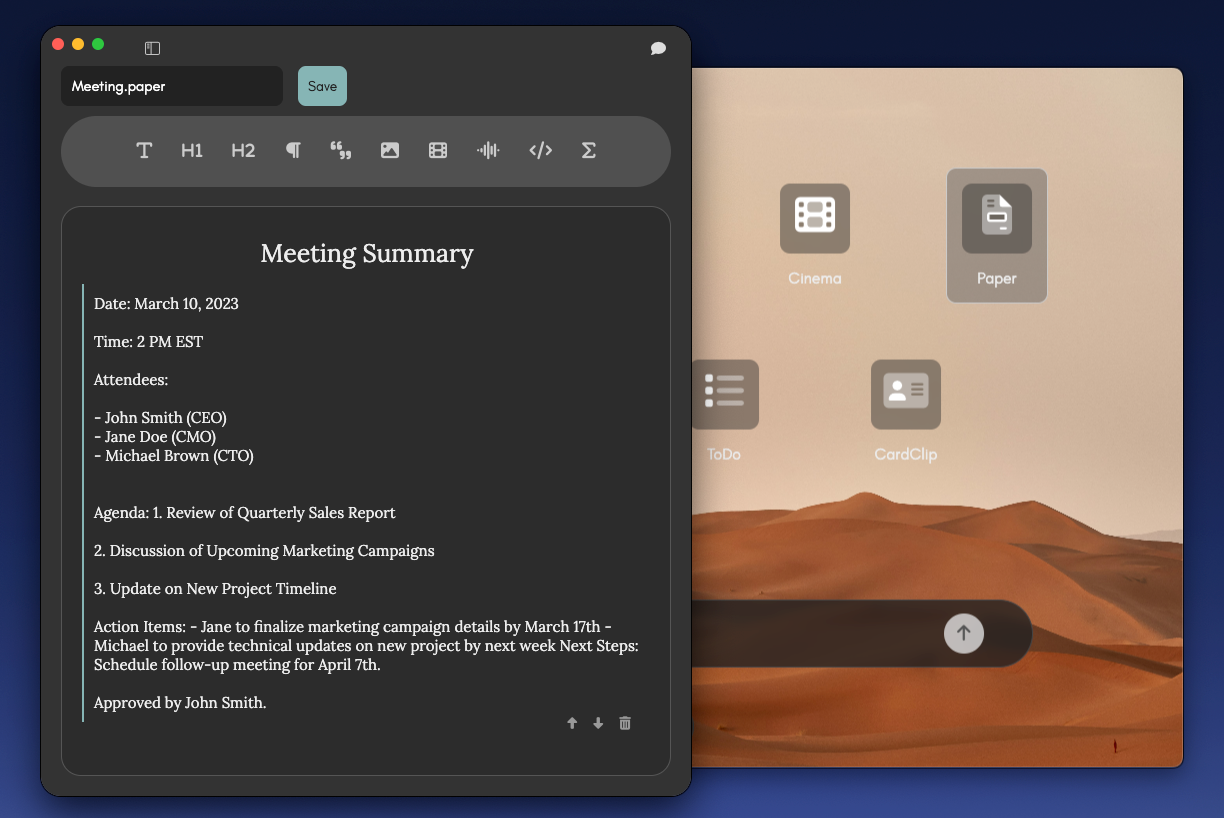 Meeting.paper
Save
T H1 H2 ¶ </> Σ
Meeting Summary
Date: March 10, 2023
Time: 2 PM EST
Attendees:
- John Smith (CEO)
- Jane Doe (CMO)
- Michael Brown (CTO)
Agenda: 1. Review of Quarterly Sales Report
2. Discussion of Upcoming Marketing Campaigns
3. Update on New Project Timeline
Action Items: - Jane to finalize marketing campaign details by March 17th -
Michael to provide technical updates on new project by next week Next Steps:
Schedule follow-up meeting for April 7th.
Approved by John Smith.
Cinema
Paper
ToDo
CardClip